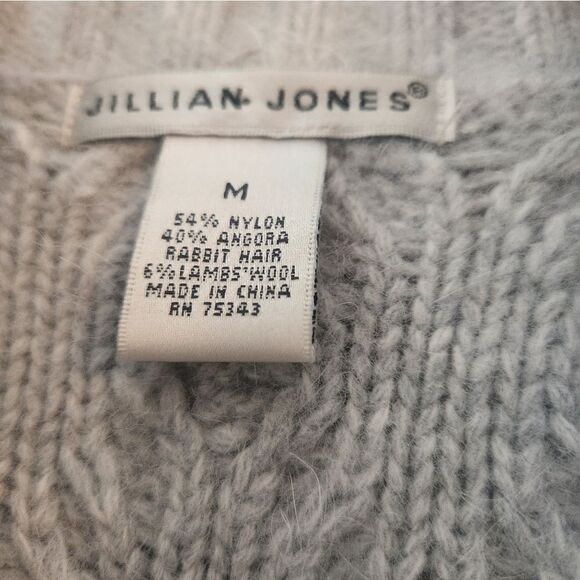 JILLIAN JONES®
M
54% NYLON
40% ANGORA
RABBIT HAIR
6% LAMBS' WOOL
MADE IN CHINA
RN 75343